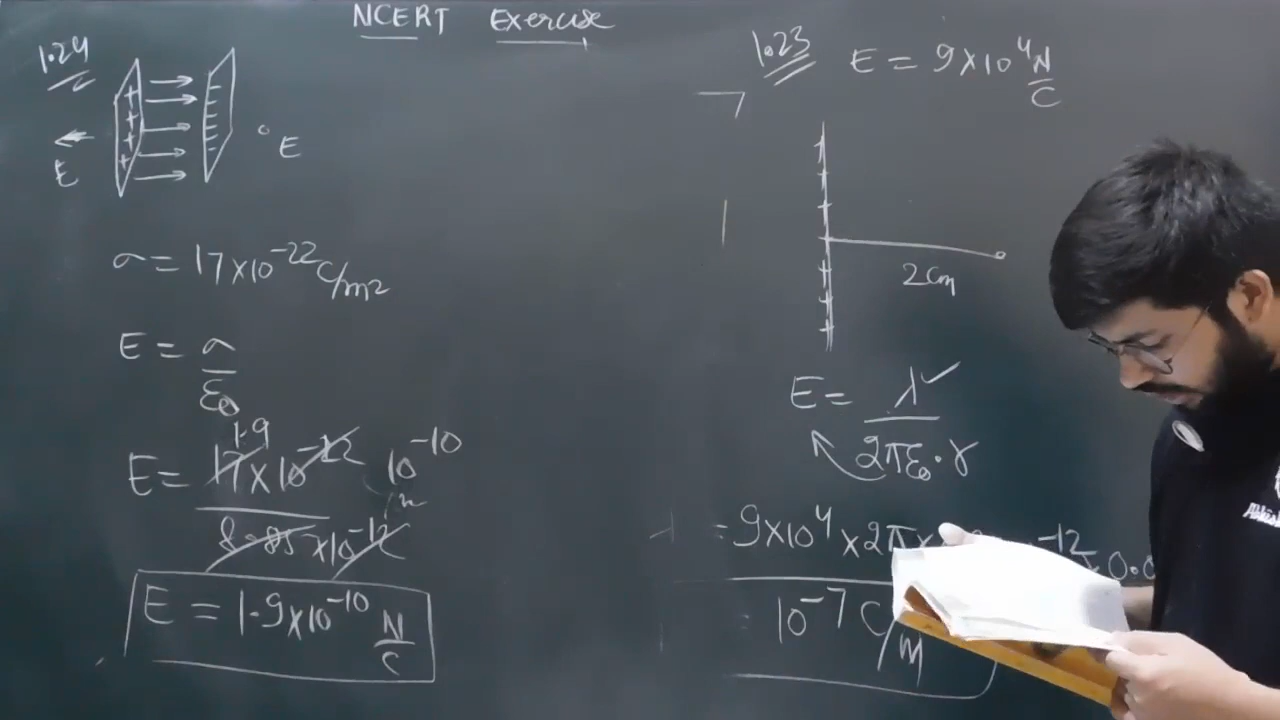 NCERT Exercise
1.24
+ + + +
E
E
σ = 17×10⁻²² C/m²
E = σ/ε₀
1.9
E = 17×10⁻²²/8.85×10⁻¹² 10⁻¹⁰
E = 1.9×10⁻¹⁰ N/C
1.23
E = 9×10⁴ N/C
2cm
E = λ/2πε₀·r
= 9×10⁴×2π× ⁻¹²
= 10⁻⁷ C/m